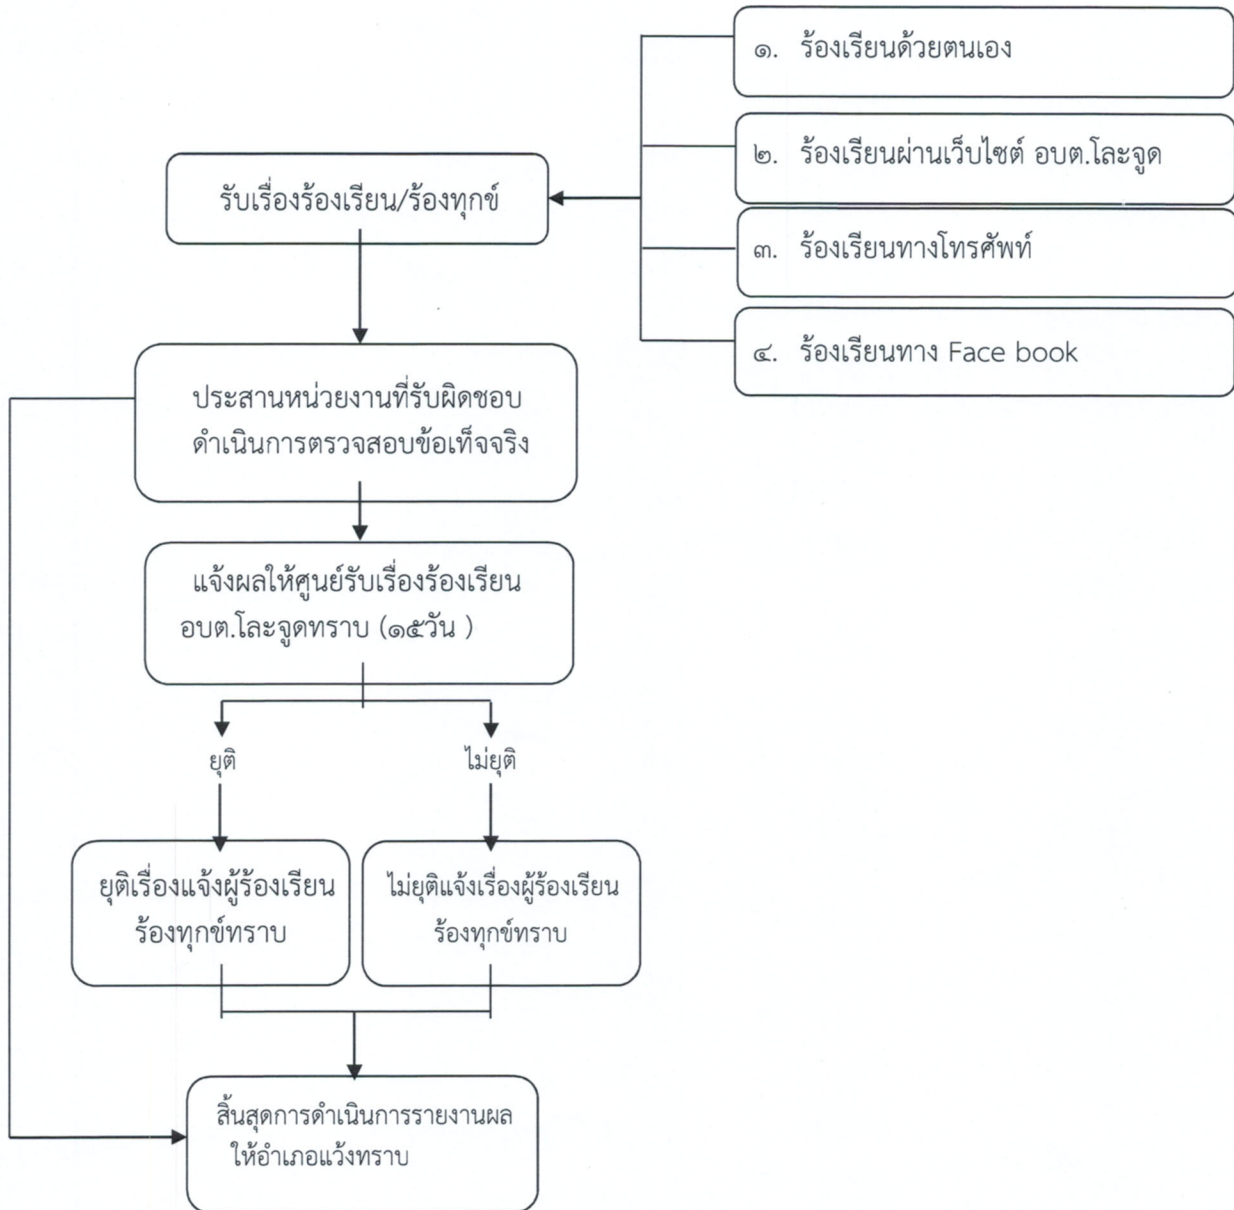 ๑. ร้องเรียนด้วยตนเอง
๒. ร้องเรียนผ่านเว็บไซต์ อบต.โละจูด
รับเรื่องร้องเรียน/ร้องทุกข์
๓. ร้องเรียนทางโทรศัพท์
๔. ร้องเรียนทาง Face book
ประสานหน่วยงานที่รับผิดชอบ
ดำเนินการตรวจสอบข้อเท็จจริง
แจ้งผลให้ศูนย์รับเรื่องร้องเรียน
อบต.โละจูดทราบ (๑๕วัน )
ยุติ
ไม่ยุติ
ยุติเรื่องแจ้งผู้ร้องเรียน
ร้องทุกข์ทราบ
ไม่ยุติแจ้งเรื่องผู้ร้องเรียน
ร้องทุกข์ทราบ
สิ้นสุดการดำเนินการรายงานผล
ให้อำเภอแว้งทราบ